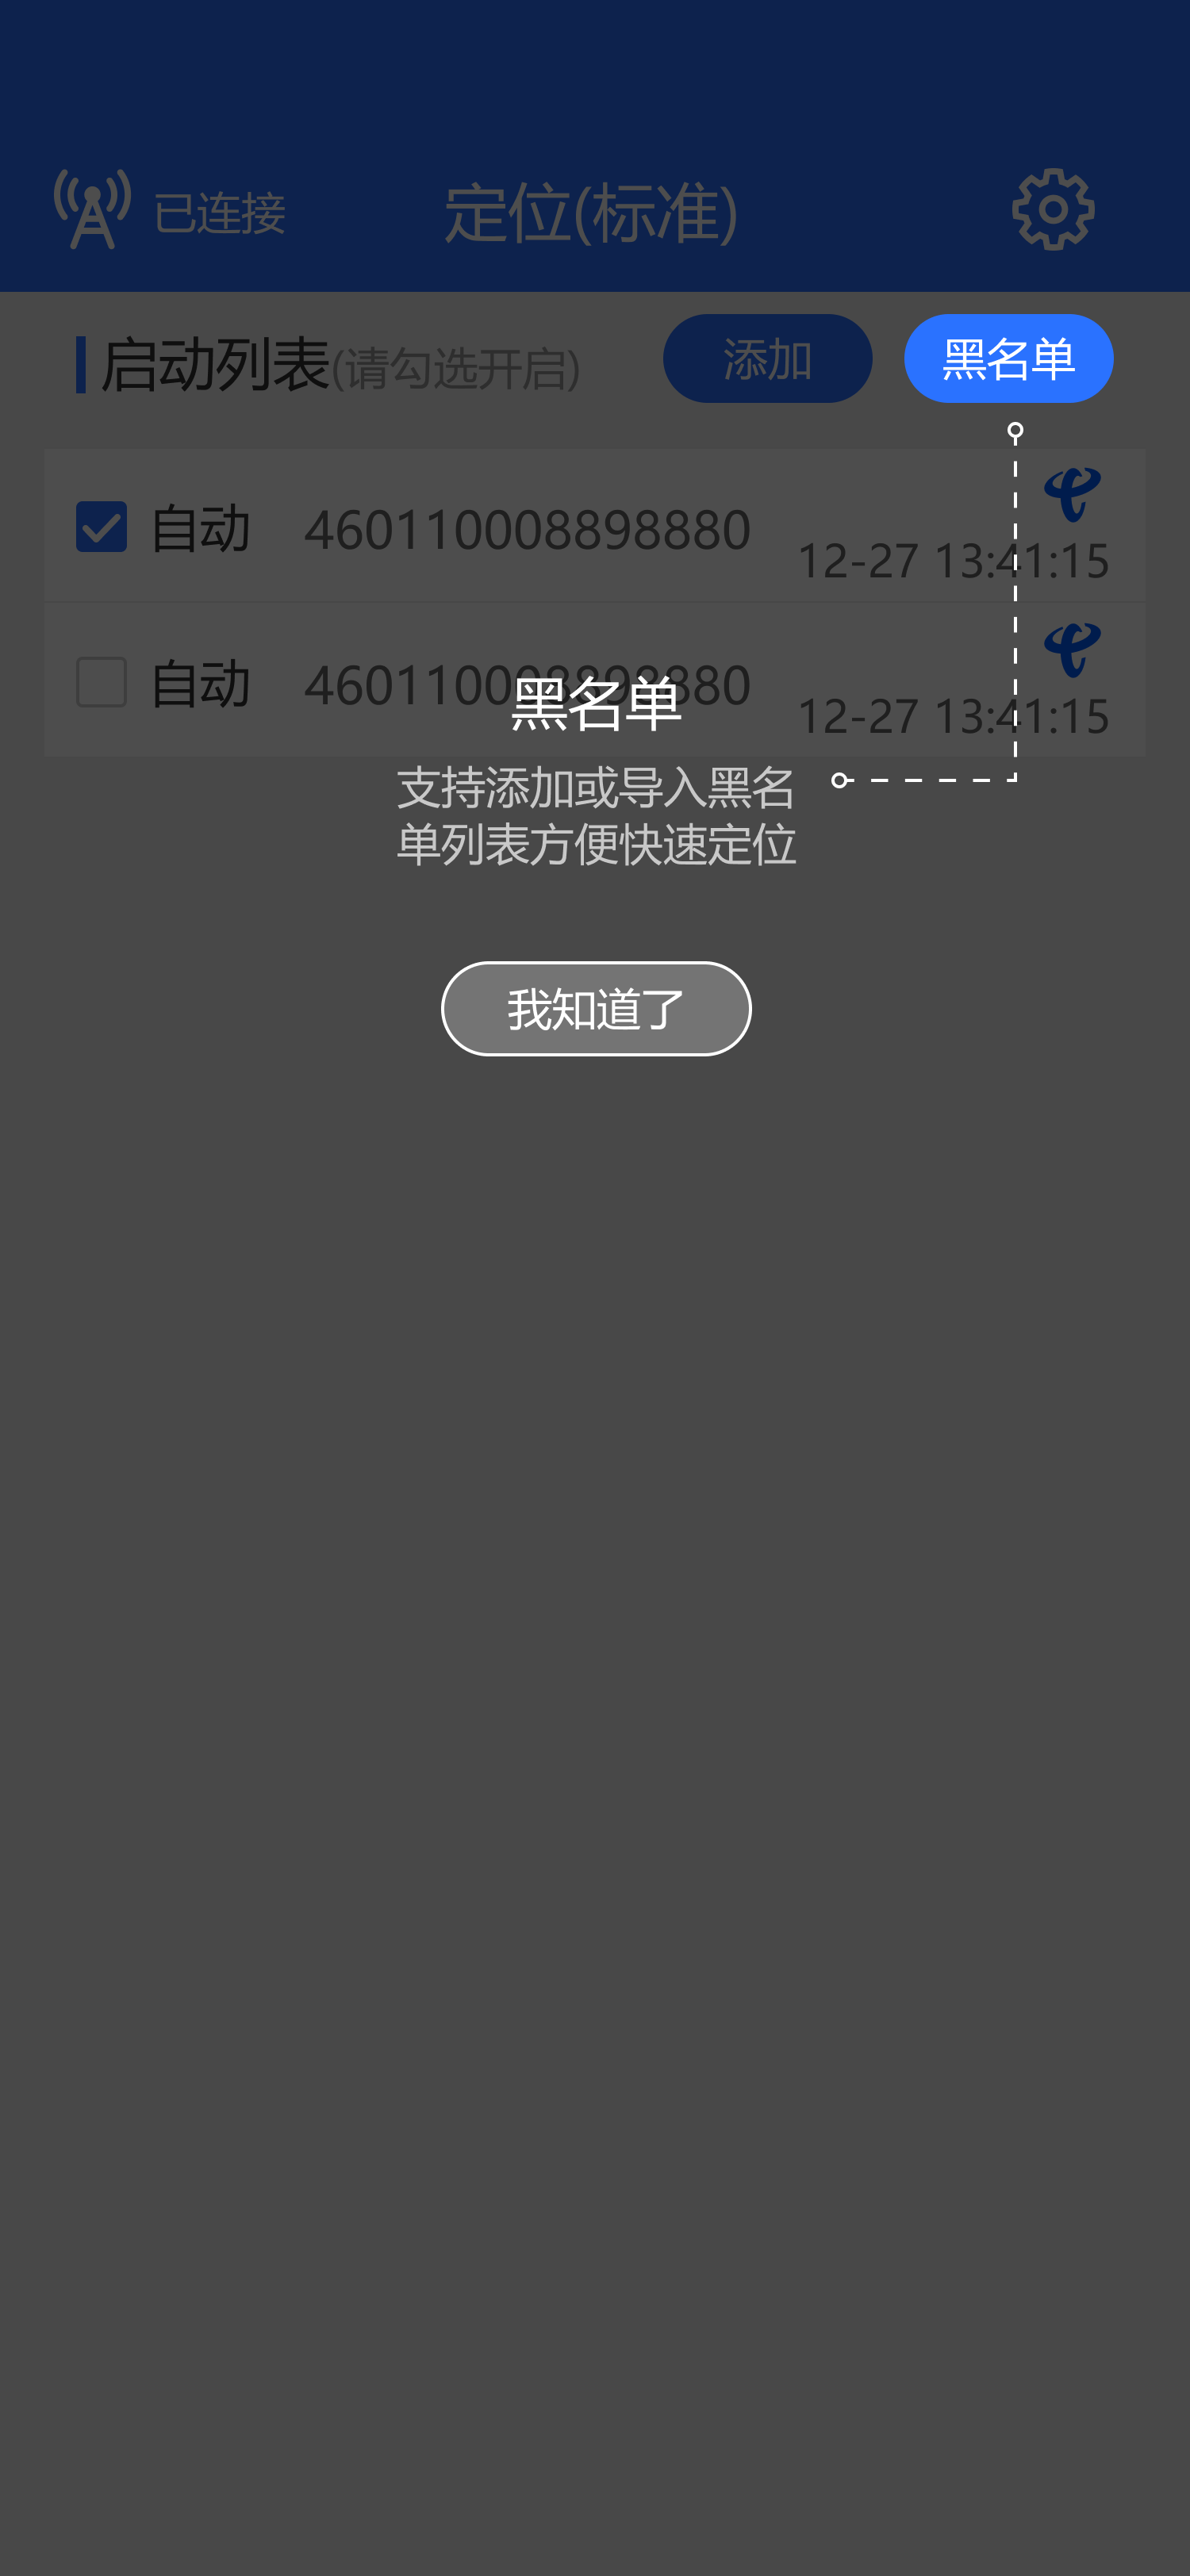 已连接
定位(标准)
启动列表(请勾选开启)
添加
黑名单
自动
460110008898880
12-27 13:41:15
自动
460110008898880
12-27 13:41:15
黑名单
支持添加或导入黑名
单列表方便快速定位
我知道了